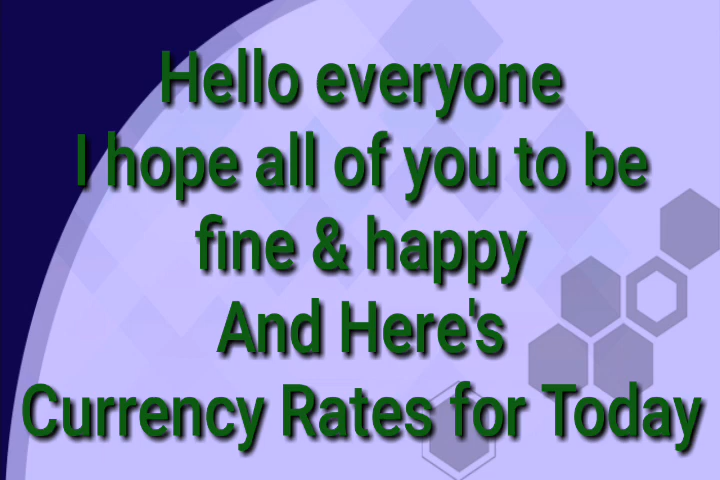 Hello everyone
I hope all of you to be
fine & happy
And Here's
Currency Rates for Today